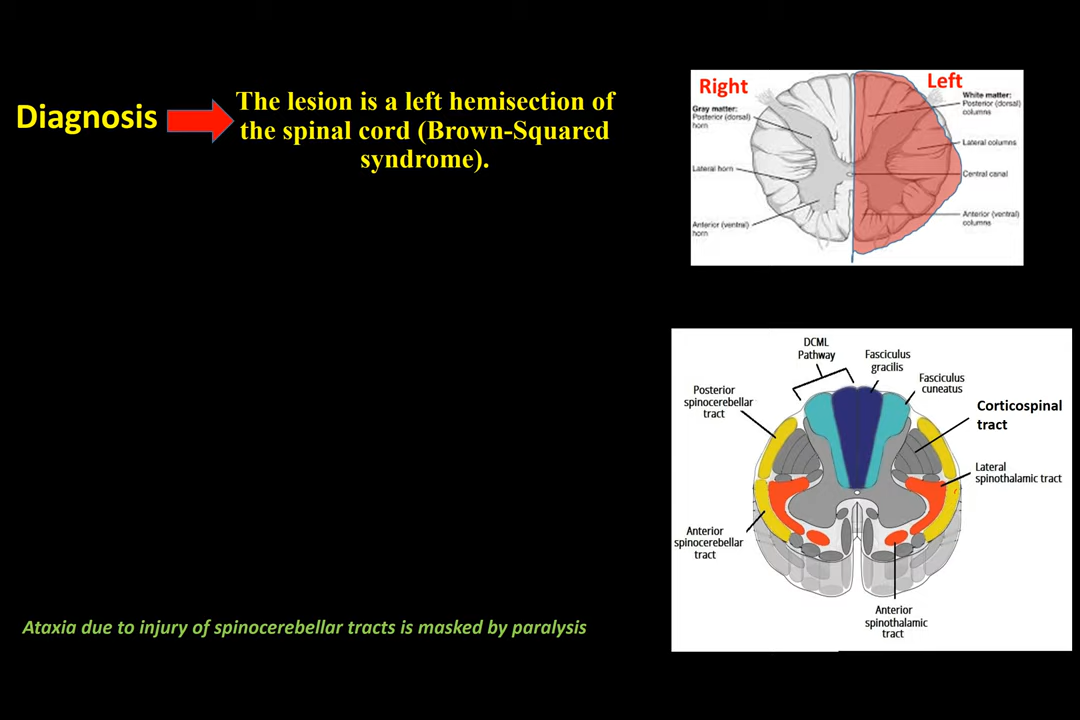 Diagnosis
The lesion is a left hemisection of
the spinal cord (Brown-Squared
syndrome).
Right
Left
Gray matter:
Posterior (dorsal)
horn
Lateral horn
Anterior (ventral)
horn
White matter:
Posterior (dorsal)
columns
Lateral columns
Central canal
Anterior (ventral)
columns
DCML
Pathway
Fasciculus
gracilis
Fasciculus
cuneatus
Posterior
spinocerebellar
tract
Corticospinal
tract
Lateral
spinothalamic tract
Anterior
spinocerebellar
tract
Anterior
spinothalamic
tract
Ataxia due to injury of spinocerebellar tracts is masked by paralysis